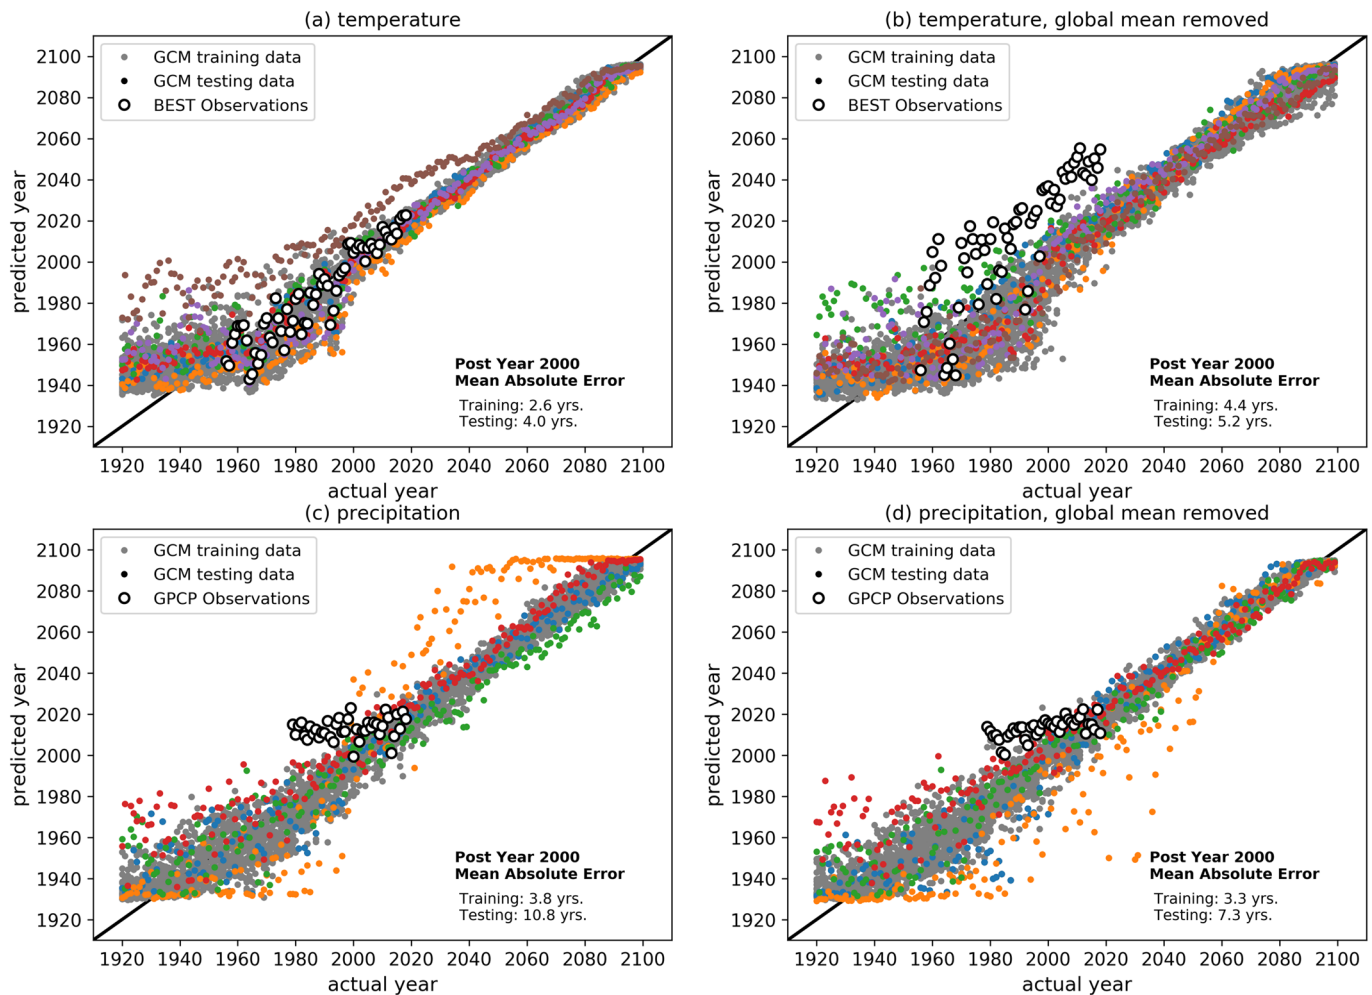 (a) temperature
2100
2080
2060
2040
2020
2000
1980
1960
1940
1920
predicted year
GCM training data
GCM testing data
BEST Observations
Post Year 2000
Mean Absolute Error
Training: 2.6 yrs.
Testing: 4.0 yrs.
1920 1940 1960 1980 2000 2020 2040 2060 2080 2100
actual year
(b) temperature, global mean removed
2100
2080
2060
2040
2020
2000
1980
1960
1940
1920
predicted year
GCM training data
GCM testing data
BEST Observations
Post Year 2000
Mean Absolute Error
Training: 4.4 yrs.
Testing: 5.2 yrs.
1920 1940 1960 1980 2000 2020 2040 2060 2080 2100
actual year
(c) precipitation
2100
2080
2060
2040
2020
2000
1980
1960
1940
1920
predicted year
GCM training data
GCM testing data
GPCP Observations
Post Year 2000
Mean Absolute Error
Training: 3.8 yrs.
Testing: 10.8 yrs.
1920 1940 1960 1980 2000 2020 2040 2060 2080 2100
actual year
(d) precipitation, global mean removed
2100
2080
2060
2040
2020
2000
1980
1960
1940
1920
predicted year
GCM training data
GCM testing data
GPCP Observations
Post Year 2000
Mean Absolute Error
Training: 3.3 yrs.
Testing: 7.3 yrs.
1920 1940 1960 1980 2000 2020 2040 2060 2080 2100
actual year